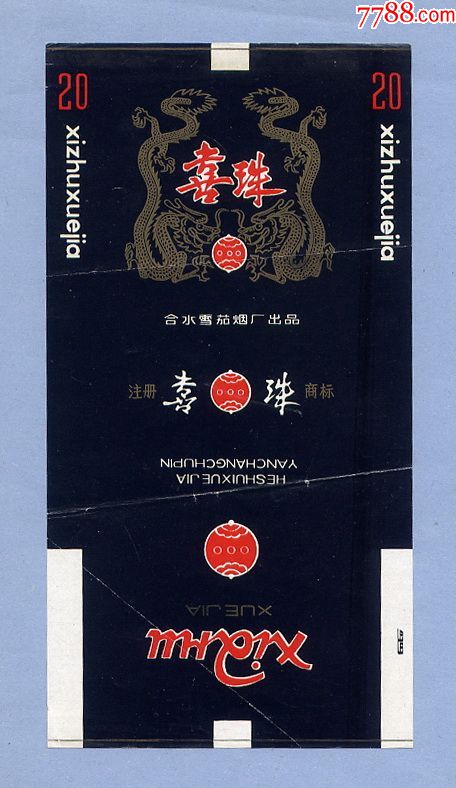 7788.com
20 20
xizhuxuejia xizhuxuejia
喜珠
合水雪茄烟厂出品
注册 喜 珠 商标
HESHUIXUEJIA
YANCHANGCHUPIN
XUE JIA
xizhu